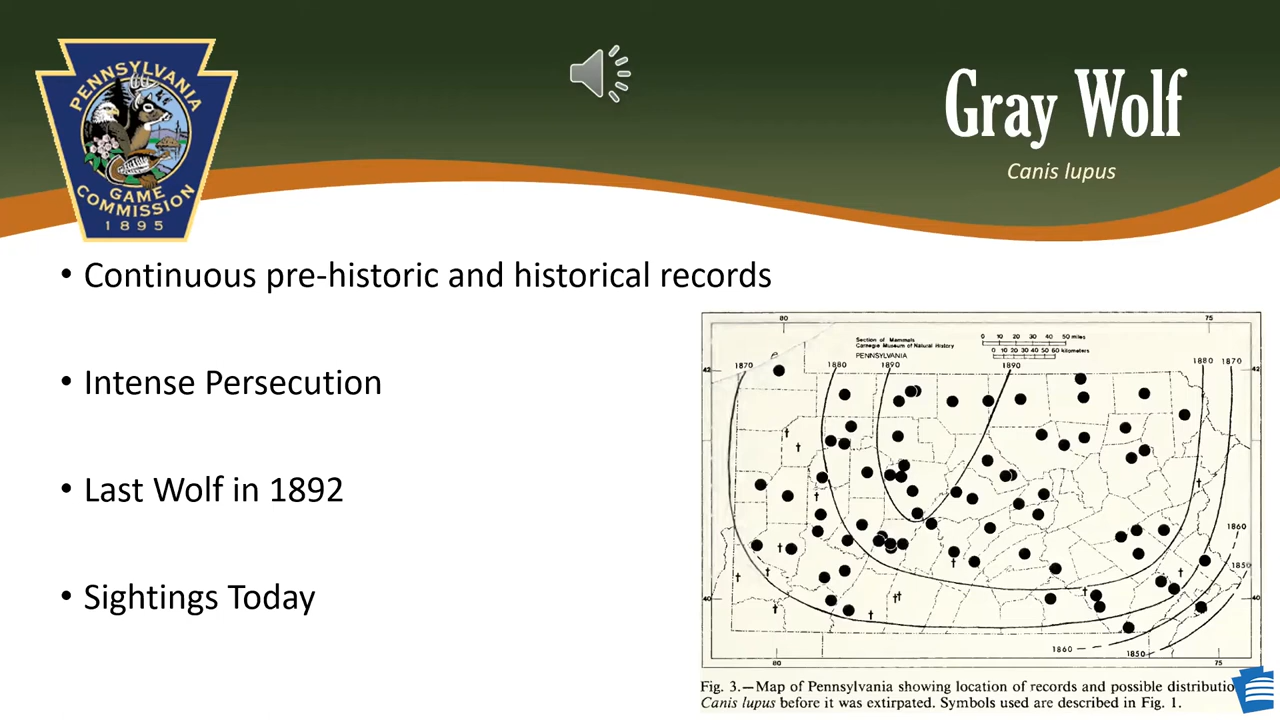 PENNSYLVANIA
GAME
COMMISSION
1895
Gray Wolf
Canis lupus
• Continuous pre-historic and historical records
• Intense Persecution
• Last Wolf in 1892
• Sightings Today
80
75
Section of Mammals
Carnegie Museum of Natural History
PENNSYLVANIA
0 10 20 30 40 50 miles
0 10 20 30 40 50 60 kilometers
1870
1880
1890
1890
1880
1870
42
42
1860
1850
40
40
1860
1850
80
75
Fig. 3.—Map of Pennsylvania showing location of records and possible distributio
Canis lupus before it was extirpated. Symbols used are described in Fig. 1.